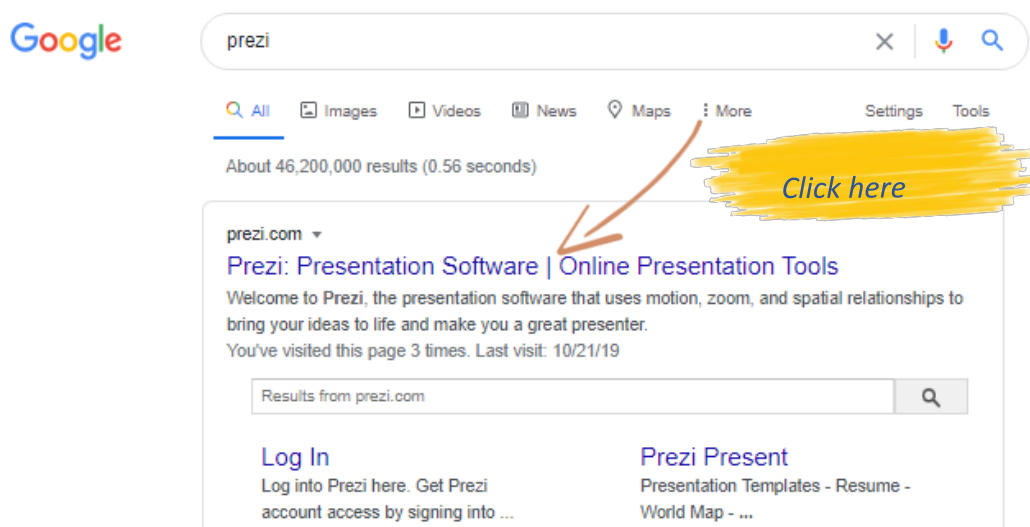 Google
prezi
All Images Videos News Maps More Settings Tools
About 46,200,000 results (0.56 seconds)
Click here
prezi.com
Prezi: Presentation Software | Online Presentation Tools
Welcome to Prezi, the presentation software that uses motion, zoom, and spatial relationships to
bring your ideas to life and make you a great presenter.
You've visited this page 3 times. Last visit: 10/21/19
Results from prezi.com
Log In
Log into Prezi here. Get Prezi
account access by signing into ...
Prezi Present
Presentation Templates - Resume -
World Map - ...